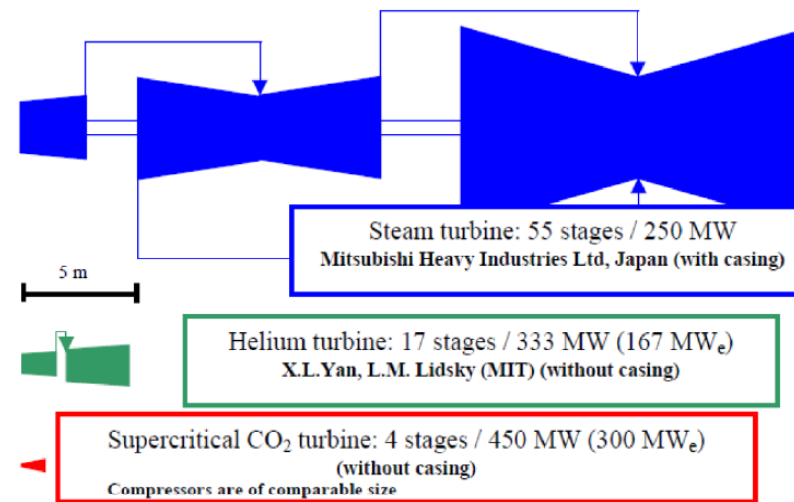 Steam turbine: 55 stages / 250 MW
Mitsubishi Heavy Industries Ltd, Japan (with casing)
5 m
Helium turbine: 17 stages / 333 MW (167 MWe)
X.L.Yan, L.M. Lidsky (MIT) (without casing)
Supercritical CO2 turbine: 4 stages / 450 MW (300 MWe)
(without casing)
Compressors are of comparable size